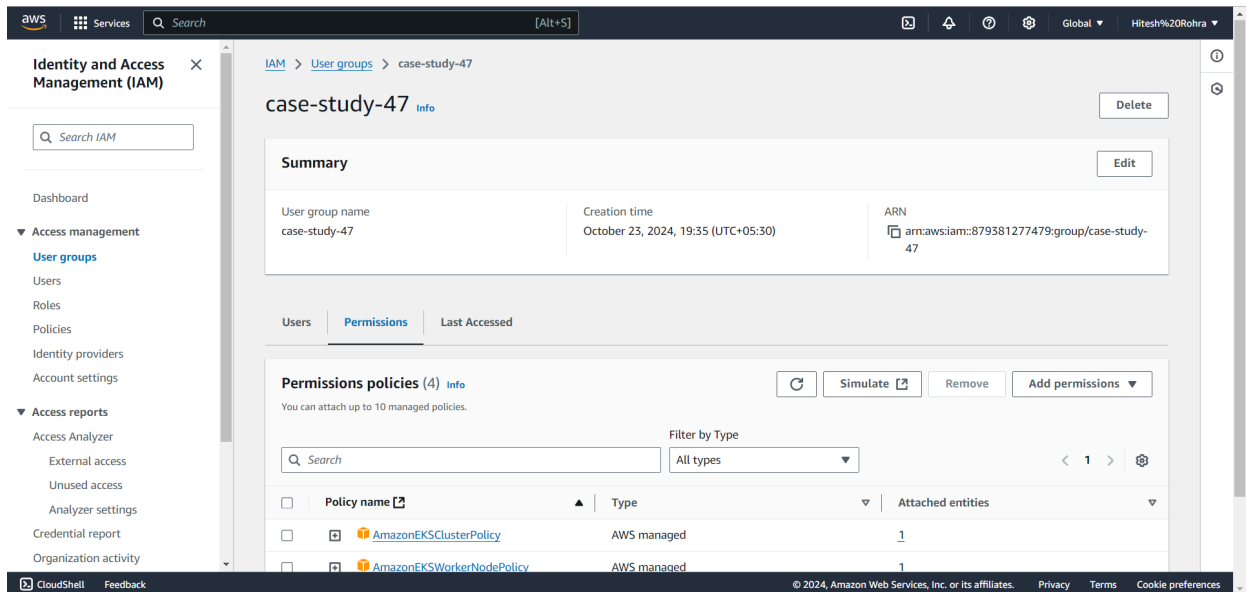 aws
Services
Search
[Alt+S]
Global
Hitesh%20Rohra
Identity and Access
Management (IAM)
Search IAM
Dashboard
Access management
User groups
Users
Roles
Policies
Identity providers
Account settings
Access reports
Access Analyzer
External access
Unused access
Analyzer settings
Credential report
Organization activity
IAM > User groups > case-study-47
case-study-47 Info
Delete
Summary
Edit
User group name
case-study-47
Creation time
October 23, 2024, 19:35 (UTC+05:30)
ARN
arn:aws:iam::879381277479:group/case-study-
47
Users
Permissions
Last Accessed
Permissions policies (4) Info
You can attach up to 10 managed policies.
Simulate
Remove
Add permissions
Filter by Type
Search
All types
1
Policy name
Type
Attached entities
AmazonEKSClusterPolicy
AWS managed
1
AmazonEKSWorkerNodePolicy
AWS managed
1
CloudShell
Feedback
© 2024, Amazon Web Services, Inc. or its affiliates.
Privacy
Terms
Cookie preferences